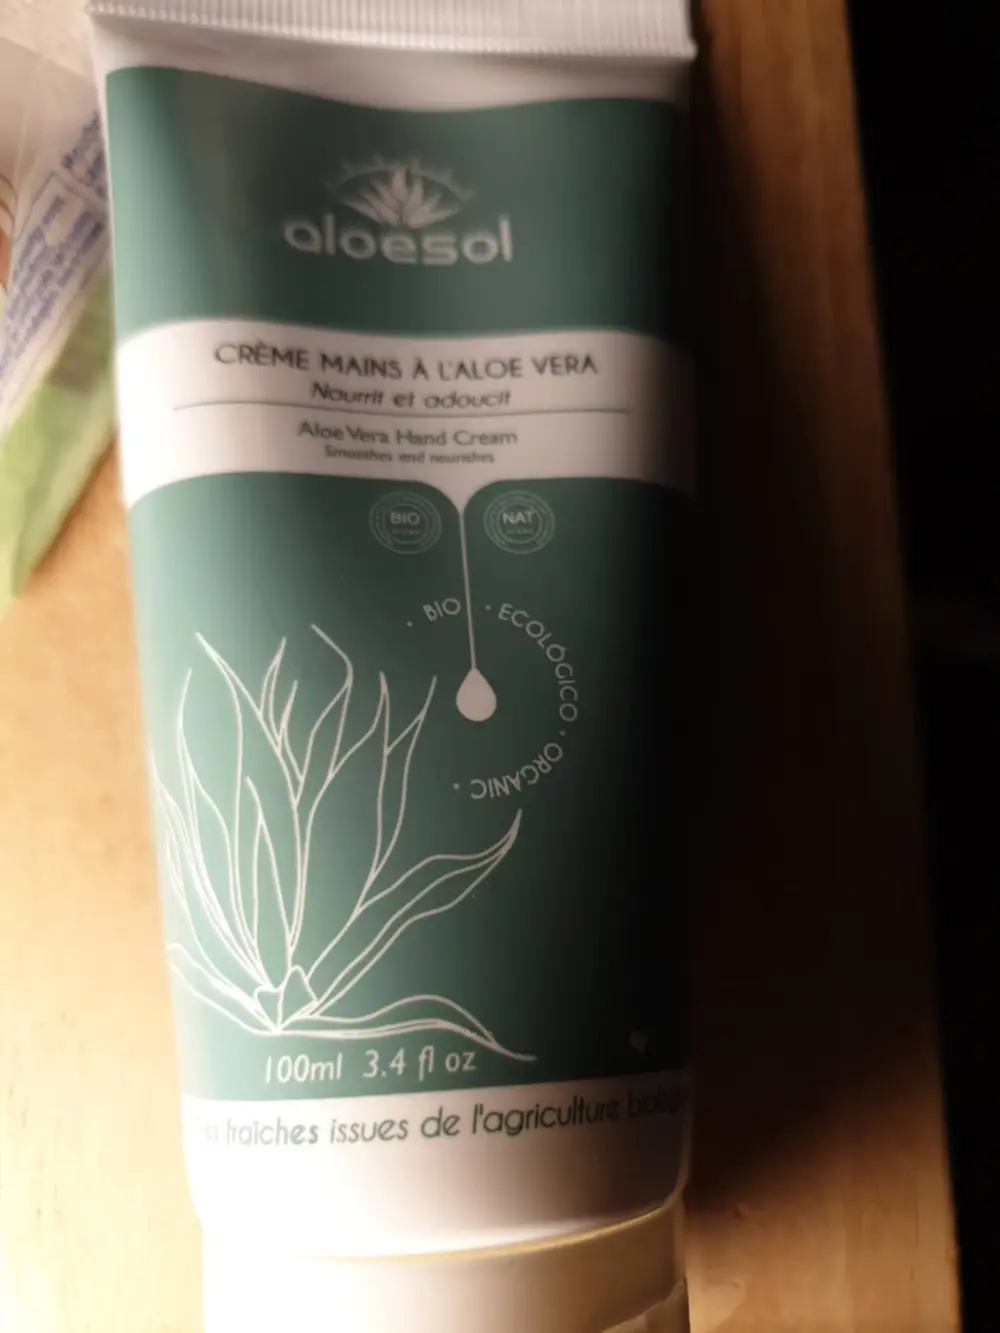 aloesol
CRÈME MAINS À L'ALOE VERA
Nourrit et adoucit
Aloe Vera Hand Cream
Smoothes and nourishes
BIO
NAT
· BIO · ECOLÓGICO · ORGANIC ·
100ml 3.4 fl oz
fraîches issues de l'agriculture